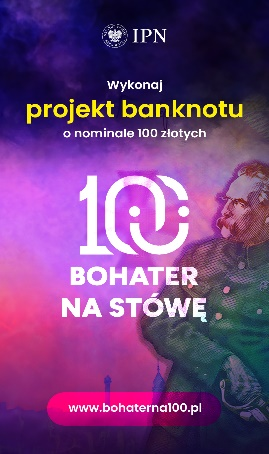 IPN
Wykonaj
projekt banknotu
o nominale 100 złotych
100
BOHATER
NA STÓWĘ
www.bohaterna100.pl